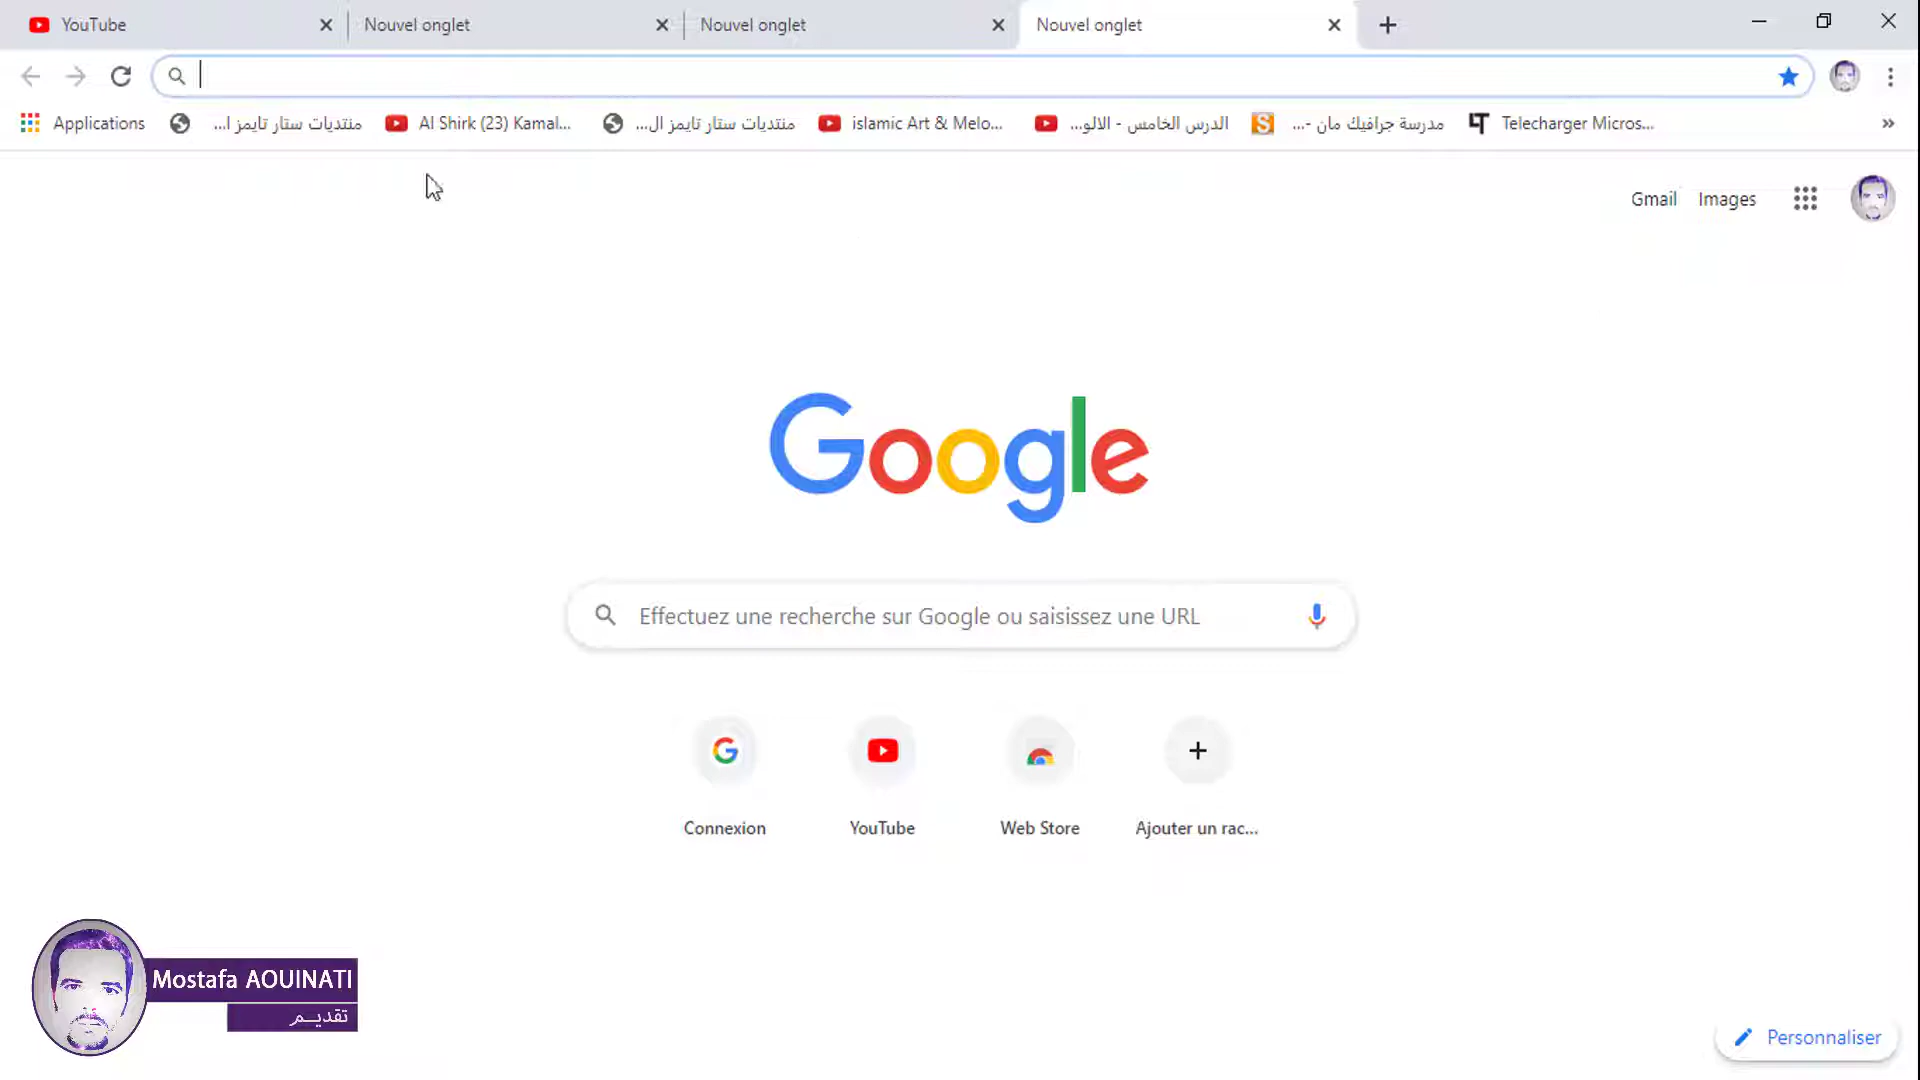 YouTube
Nouvel onglet
Nouvel onglet
Nouvel onglet
Applications
منتديات ستار تايمز ا...
Al Shirk (23) Kamal...
منتديات ستار تايمز ال...
islamic Art & Melo...
الدرس الخامس - الالو...
مدرسة جرافيك مان -...
Telecharger Micros...
Gmail
Images
Google
Effectuez une recherche sur Google ou saisissez une URL
Connexion
YouTube
Web Store
Ajouter un rac...
Mostafa AOUINATI
تقديـم
Personnaliser